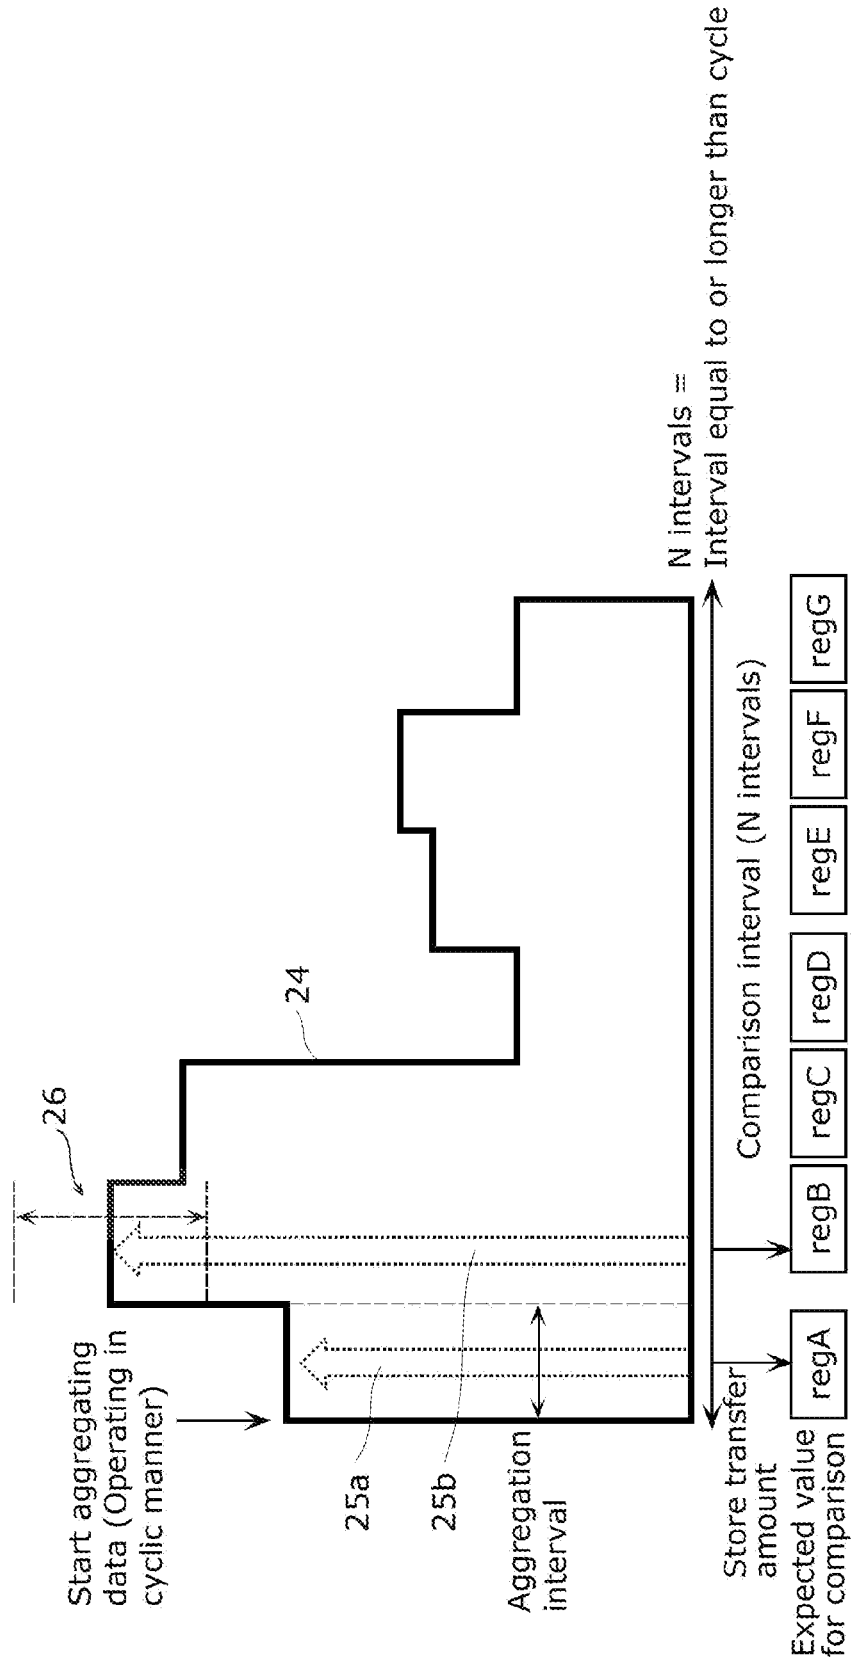 Start aggregating
data (Operating in
cyclic manner)
26
24
25a
25b
Aggregation
interval
N intervals =
Interval equal to or longer than cycle
Comparison interval (N intervals)
Store transfer
amount
Expected value
for comparison
regA
regB
regC
regD
regE
regF
regG